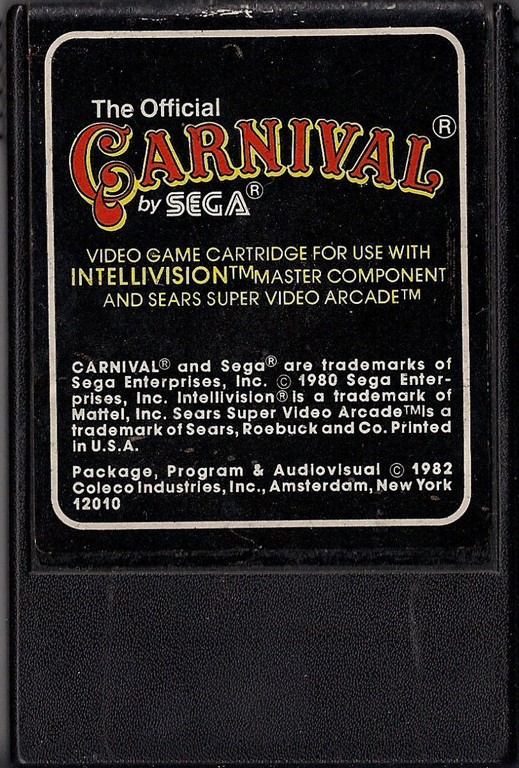 The Official
CARNIVAL®
by SEGA®
VIDEO GAME CARTRIDGE FOR USE WITH
INTELLIVISION™ MASTER COMPONENT
AND SEARS SUPER VIDEO ARCADE™
CARNIVAL® and Sega® are trademarks of
Sega Enterprises, Inc. © 1980 Sega Enter-
prises, Inc. Intellivision® is a trademark of
Mattel, Inc. Sears Super Video Arcade™ is a
trademark of Sears, Roebuck and Co. Printed
in U.S.A.
Package, Program & Audiovisual © 1982
Coleco Industries, Inc., Amsterdam, New York
12010